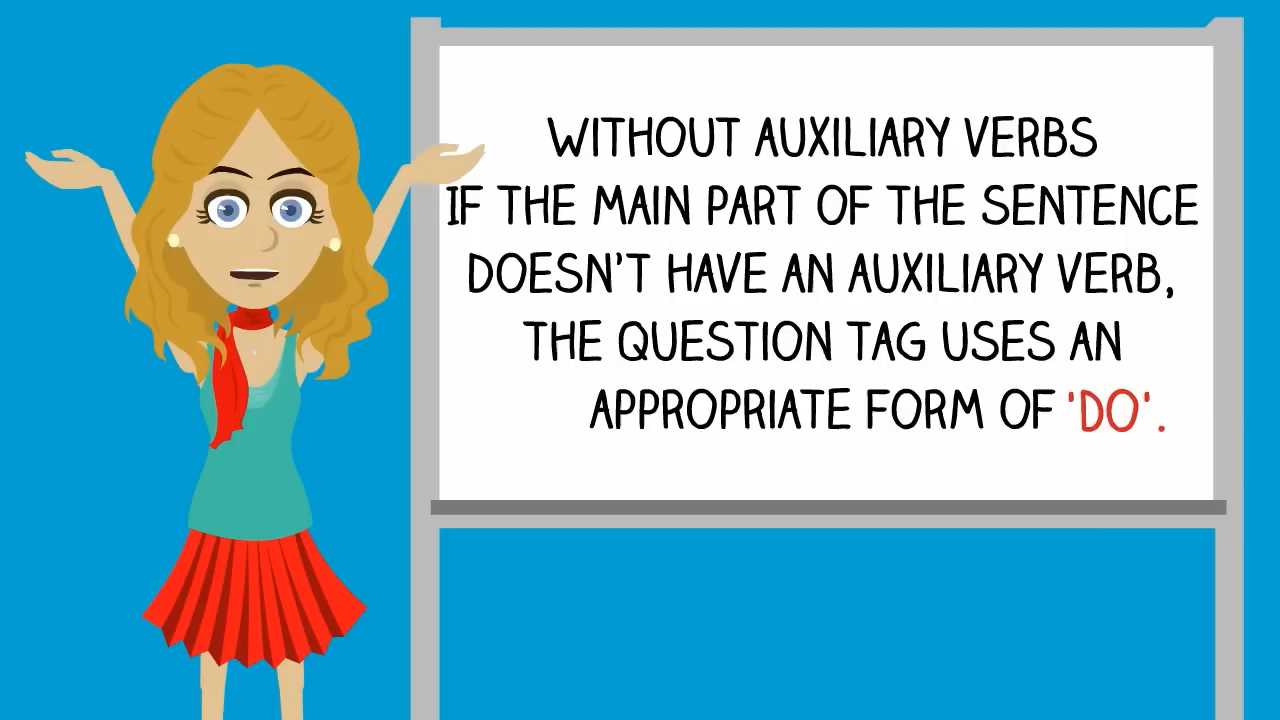 WITHOUT AUXILIARY VERBS
IF THE MAIN PART OF THE SENTENCE
DOESN'T HAVE AN AUXILIARY VERB,
THE QUESTION TAG USES AN
APPROPRIATE FORM OF 'DO'.